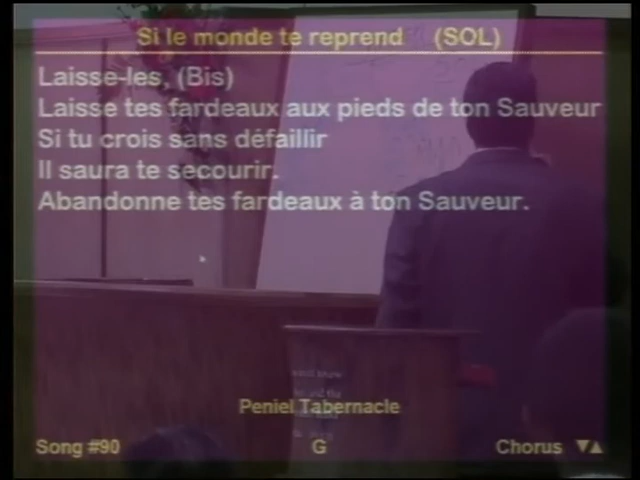 Si le monde te reprend (SOL)
Laisse-les, (Bis)
Laisse tes fardeaux aux pieds de ton Sauveur
Si tu crois sans défaillir
Il saura te secourir.
Abandonne tes fardeaux à ton Sauveur.
Peniel Tabernacle
Song #90 G Chorus ▼▲